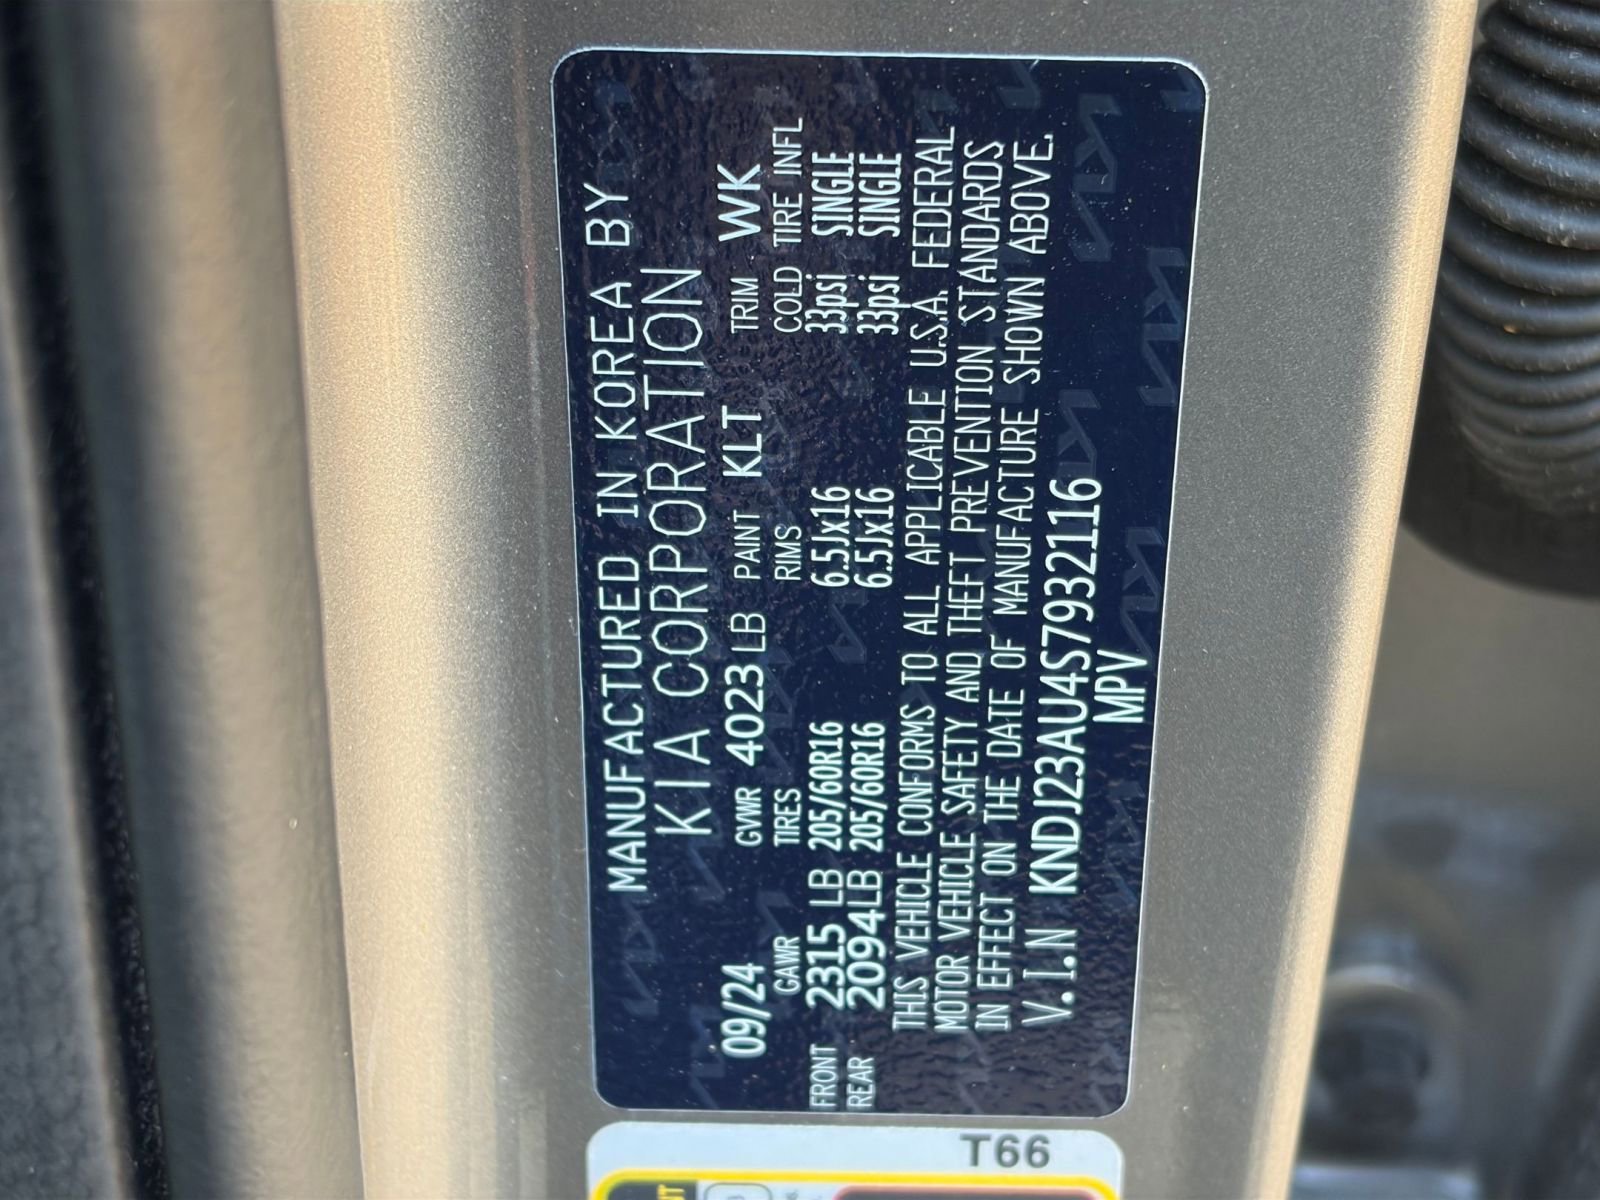 MANUFACTURED IN KOREA BY
KIA CORPORATION
09/24 GVWR 4023 LB PAINT KLT TRIM WK
GAWR TIRES RIMS COLD TIRE INFL
FRONT 2315 LB 205/60R16 6.5Jx16 33psi SINGLE
REAR 2094LB 205/60R16 6.5Jx16 33psi SINGLE
THIS VEHICLE CONFORMS TO ALL APPLICABLE U.S.A. FEDERAL
MOTOR VEHICLE SAFETY AND THEFT PREVENTION STANDARDS
IN EFFECT ON THE DATE OF MANUFACTURE SHOWN ABOVE.
V.I.N KNDJ23AU4S7932116
MPV
T66